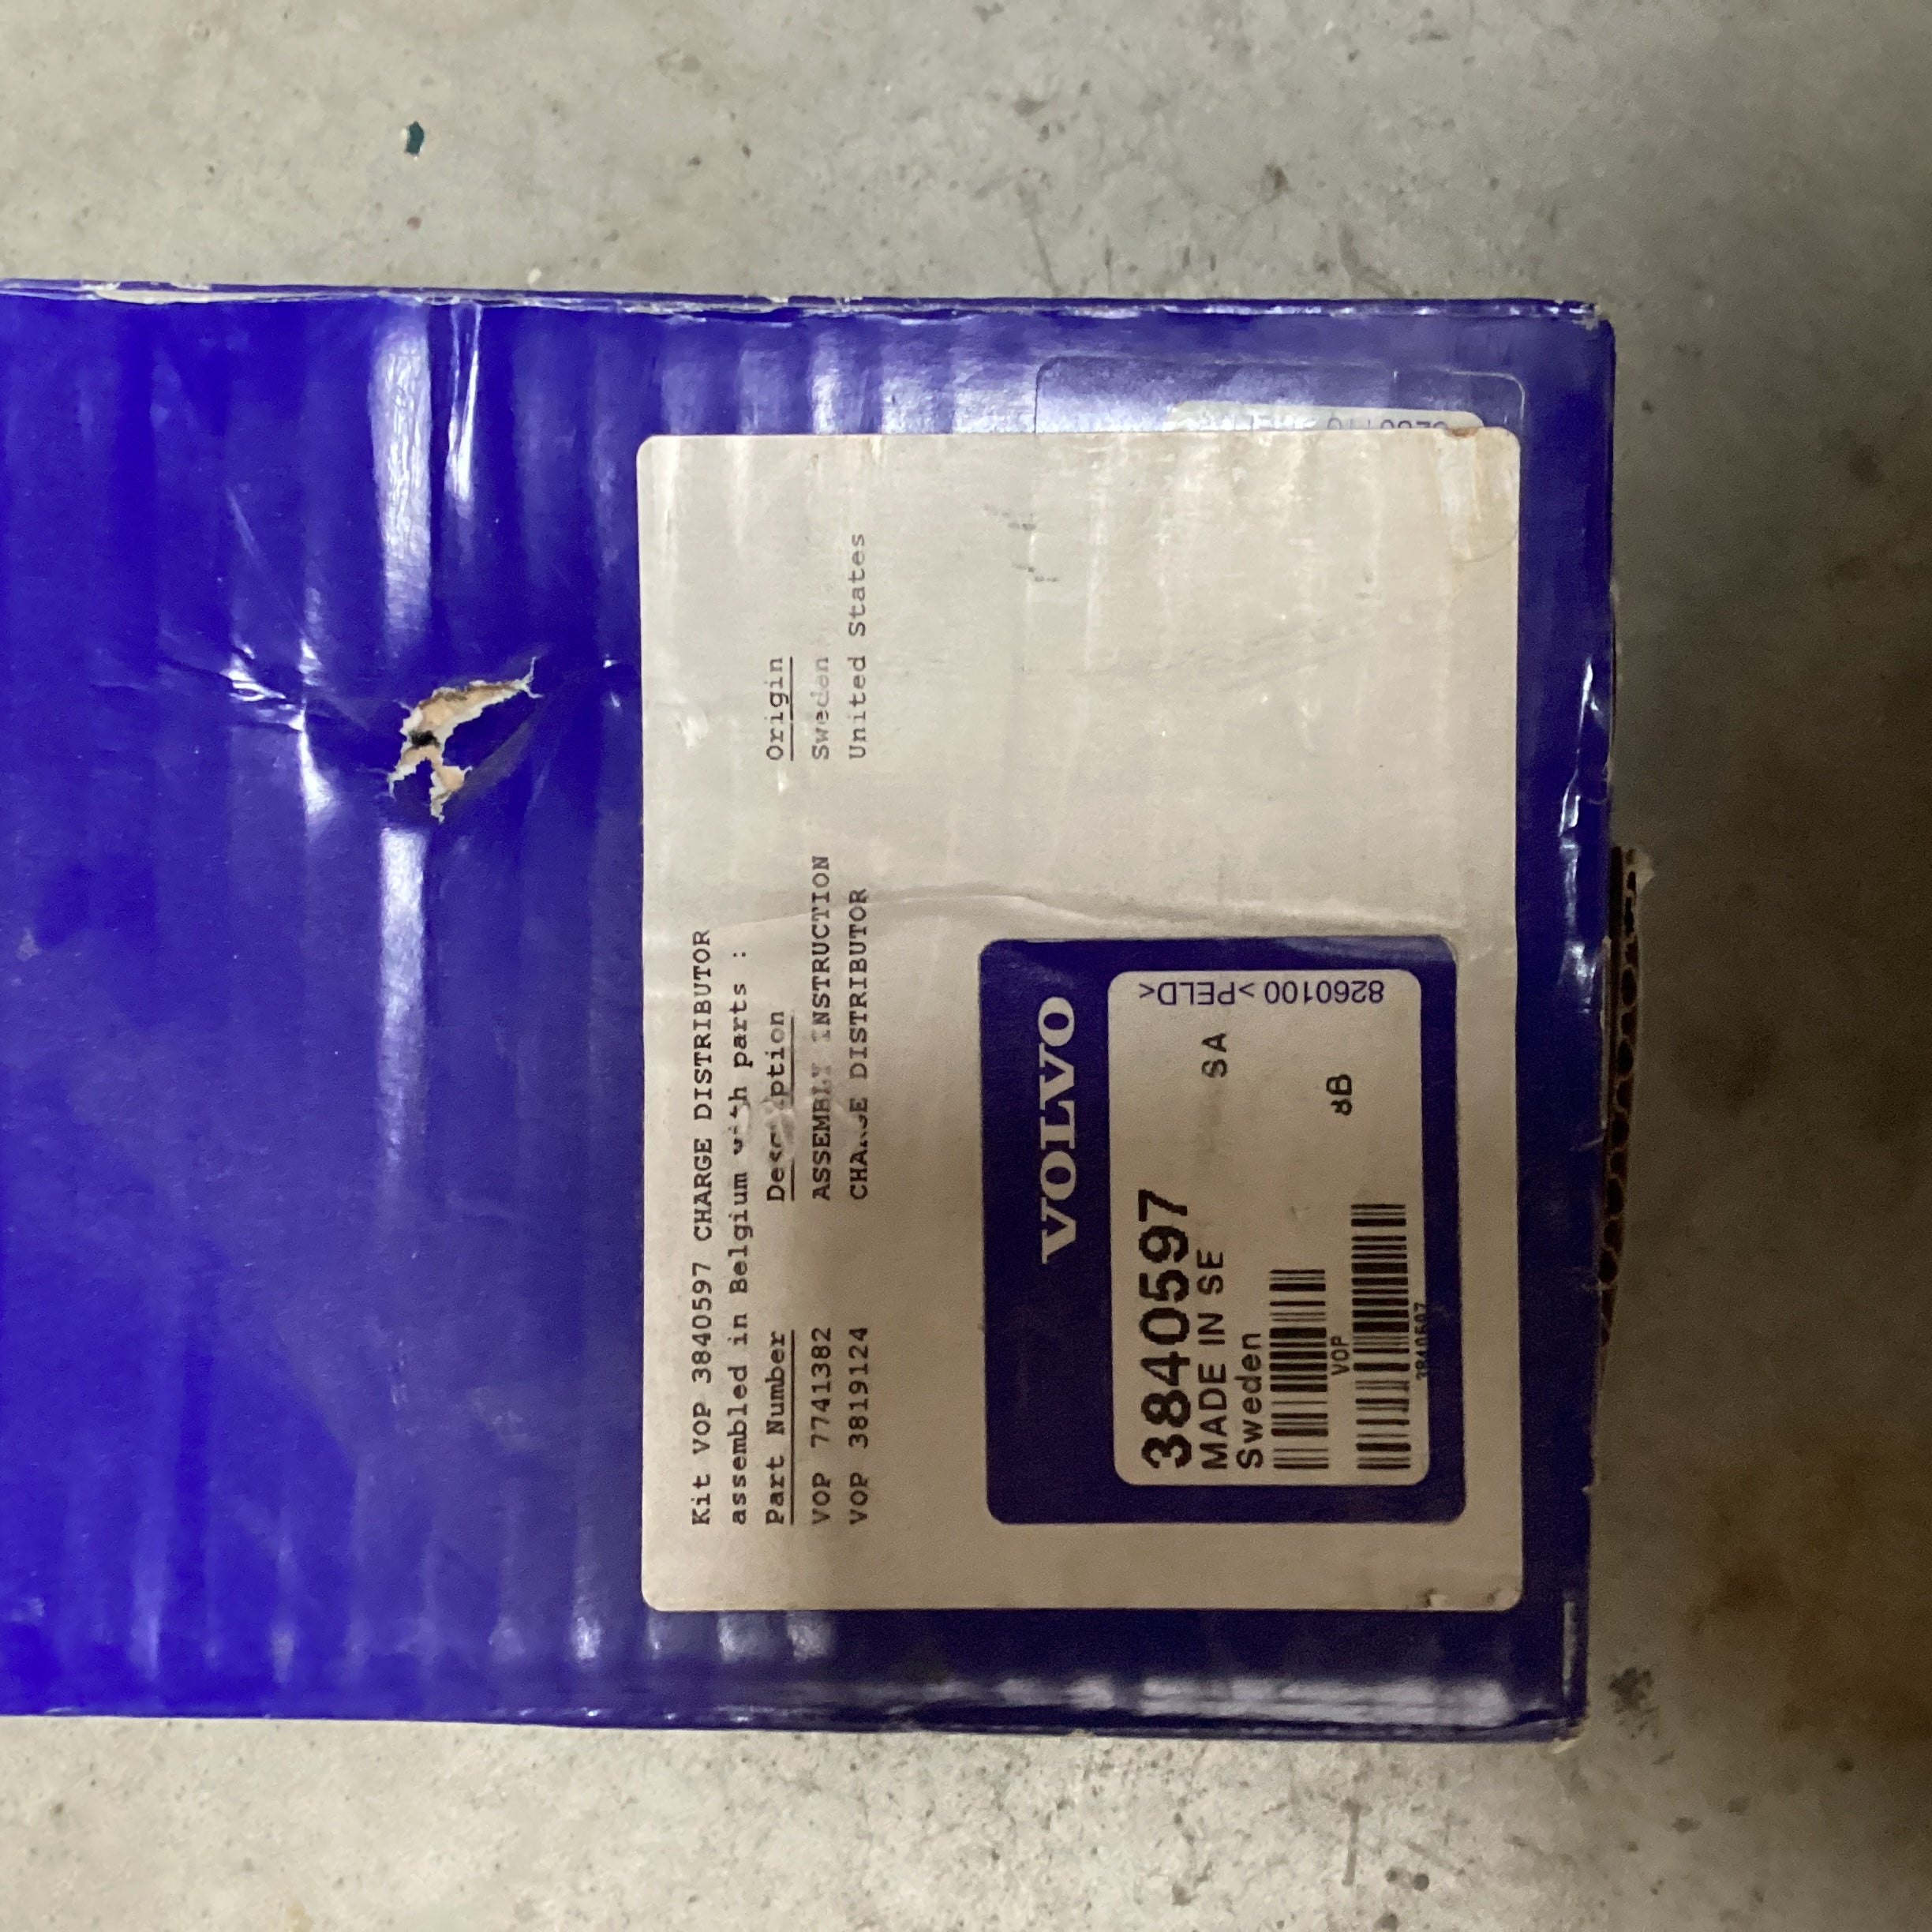 Kit VOP 3840597 CHARGE DISTRIBUTOR
assembled in Belgium with parts :
Part Number Description Origin
VOP 7741382 ASSEMBLY INSTRUCTION Sweden
VOP 3819124 CHARGE DISTRIBUTOR United States
VOLVO
3840597
MADE IN SE SA
Sweden
VOP 8B
3840597
8260100 >PELD<